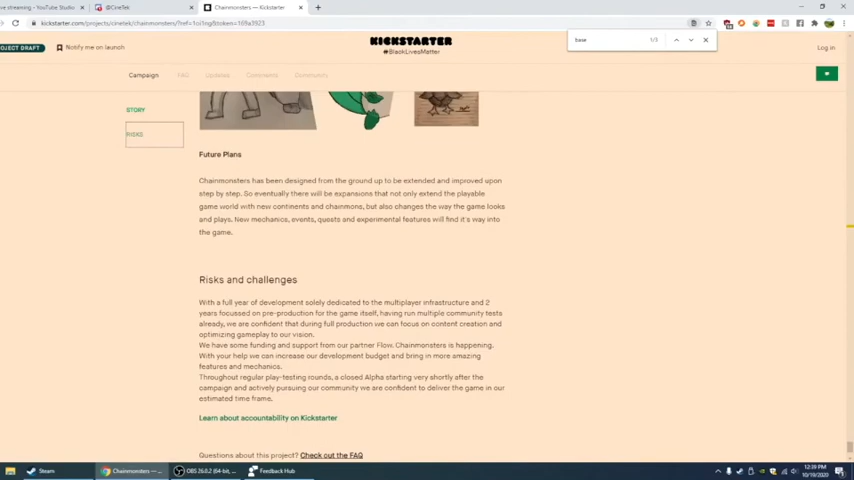 ve streaming - YouTube Studio
@CineTek
Chainmonsters — Kickstarter
kickstarter.com/projects/cinetek/chainmonsters/?ref=1oi1og&token=169a3923
base
1/3
PROJECT DRAFT
Notify me on launch
KICKSTARTER
#BlackLivesMatter
Log in
Campaign
FAQ
Updates
Comments
Community
STORY
RISKS
Future Plans
Chainmonsters has been designed from the ground up to be extended and improved upon
step by step. So eventually there will be expansions that not only extend the playable
game world with new continents and chainmons, but also changes the way the game looks
and plays. New mechanics, events, quests and experimental features will find it's way into
the game.
Risks and challenges
With a full year of development solely dedicated to the multiplayer infrastructure and 2
years focussed on pre-production for the game itself, having run multiple community tests
already, we are confident that during full production we can focus on content creation and
optimizing gameplay to our vision.
We have some funding and support from our partner Flow. Chainmonsters is happening.
With your help we can increase our development budget and bring in more amazing
features and mechanics.
Throughout regular play-testing rounds, a closed Alpha starting very shortly after the
campaign and actively pursuing our community we are confident to deliver the game in our
estimated time frame.
Learn about accountability on Kickstarter
Questions about this project? Check out the FAQ
Steam
Chainmonsters —...
OBS 26.0.2 (64-bit, ...
Feedback Hub
12:39 PM
10/19/2020